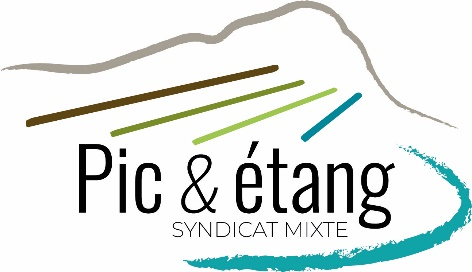 Pic & étang
SYNDICAT MIXTE